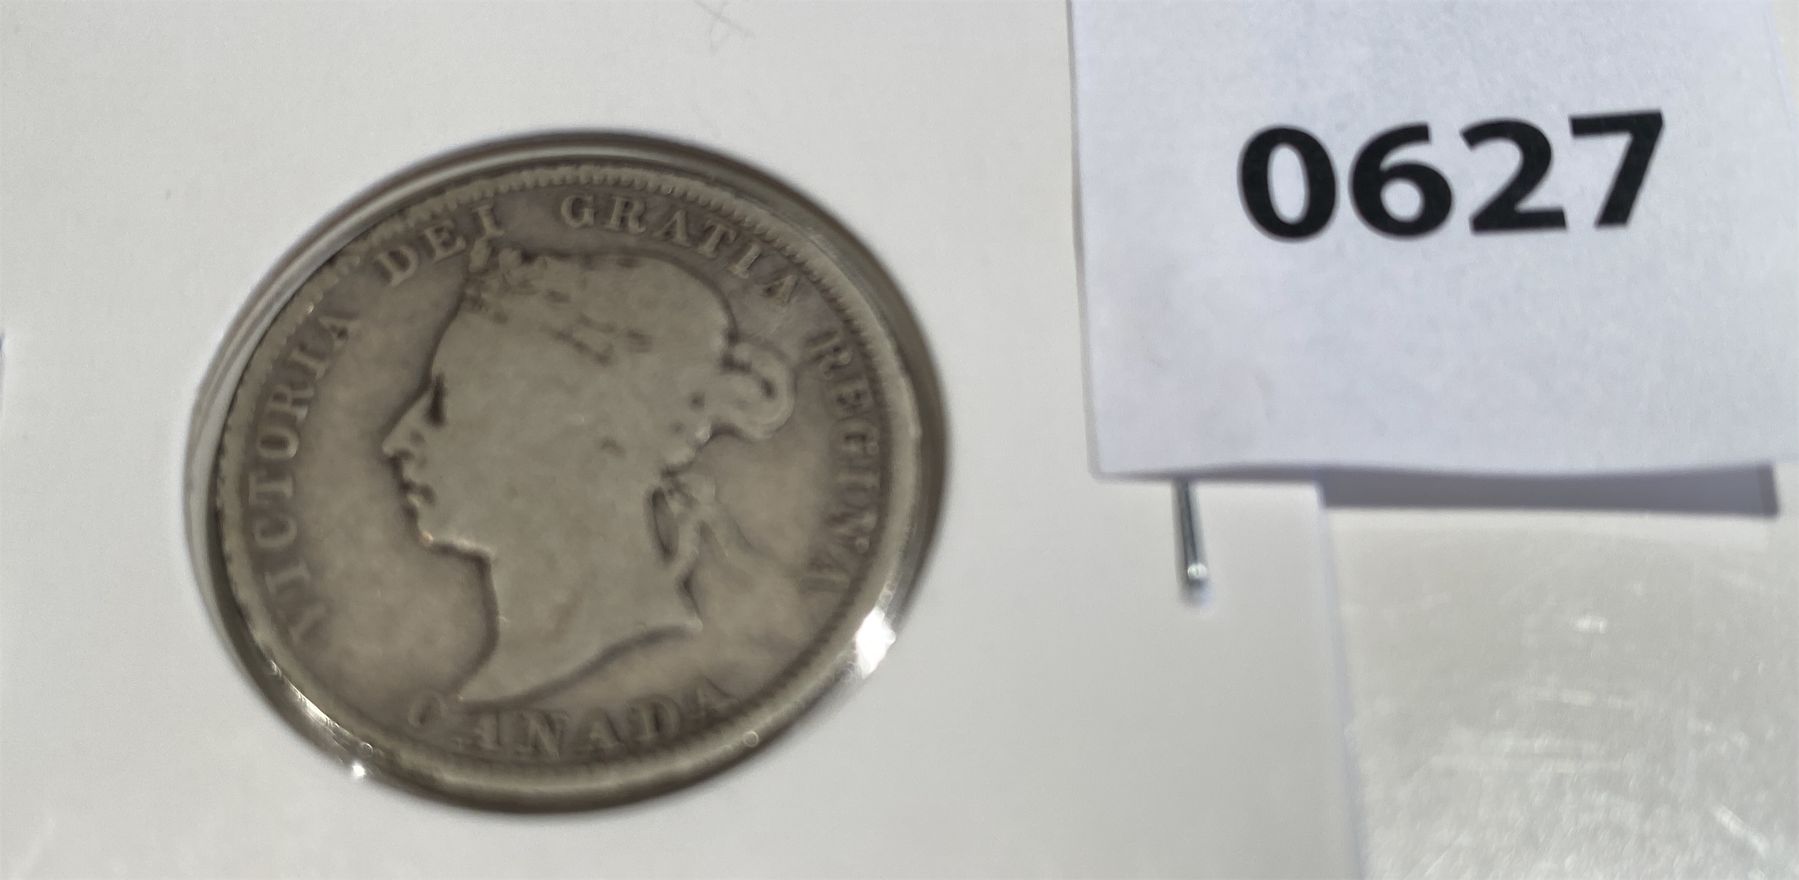 VICTORIA DEI GRATIA REGINA
CANADA
0627